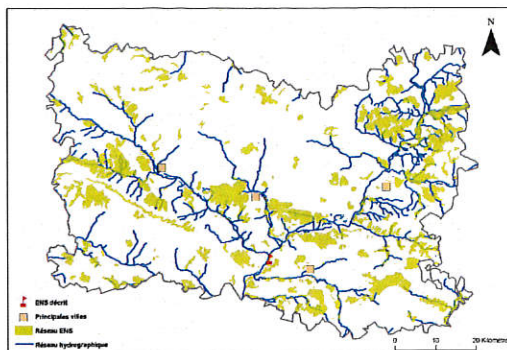 N
ENS décrit
Principales villes
Réseau ENS
Réseau hydrographique
0 10 20 Kilomètres